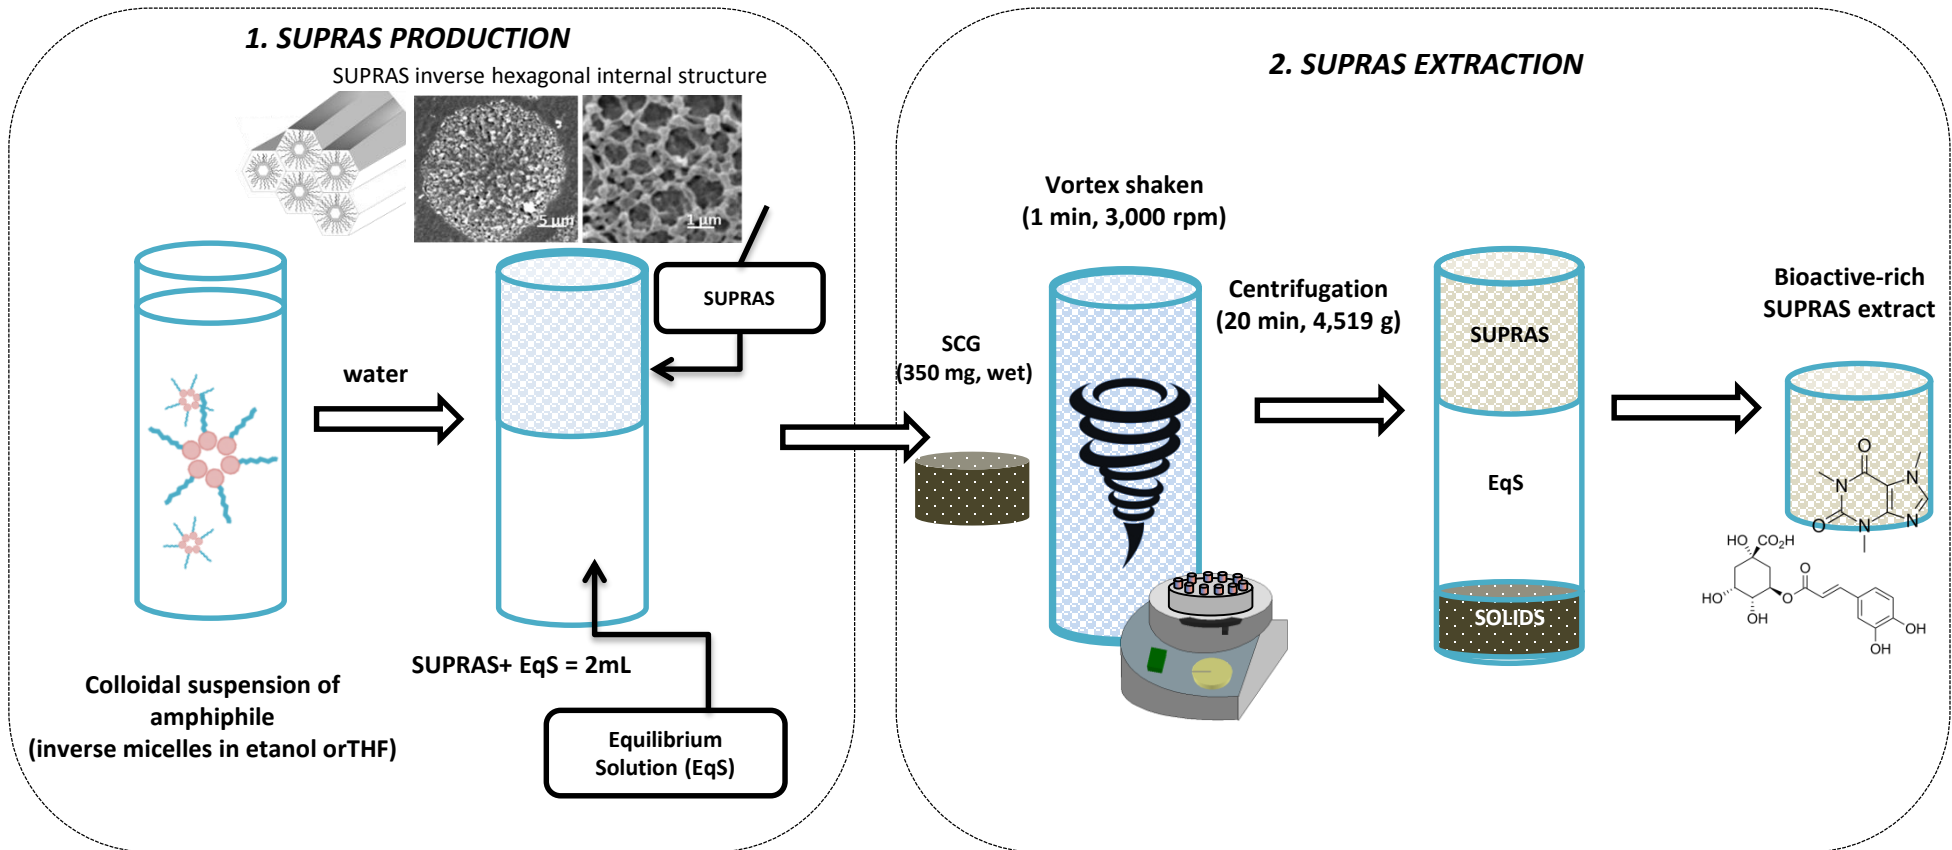 1. SUPRAS PRODUCTION
SUPRAS inverse hexagonal internal structure
5 µm
1 µm
SUPRAS
water
SUPRAS+ EqS = 2mL
Colloidal suspension of
amphiphile
(inverse micelles in etanol orTHF)
Equilibrium
Solution (EqS)
2. SUPRAS EXTRACTION
SCG
(350 mg, wet)
Vortex shaken
(1 min, 3,000 rpm)
Centrifugation
(20 min, 4,519 g)
SUPRAS
EqS
SOLIDS
Bioactive-rich
SUPRAS extract
O
N
N
O
N
N
HO
CO₂H
O
HO
O
OH
OH
OH